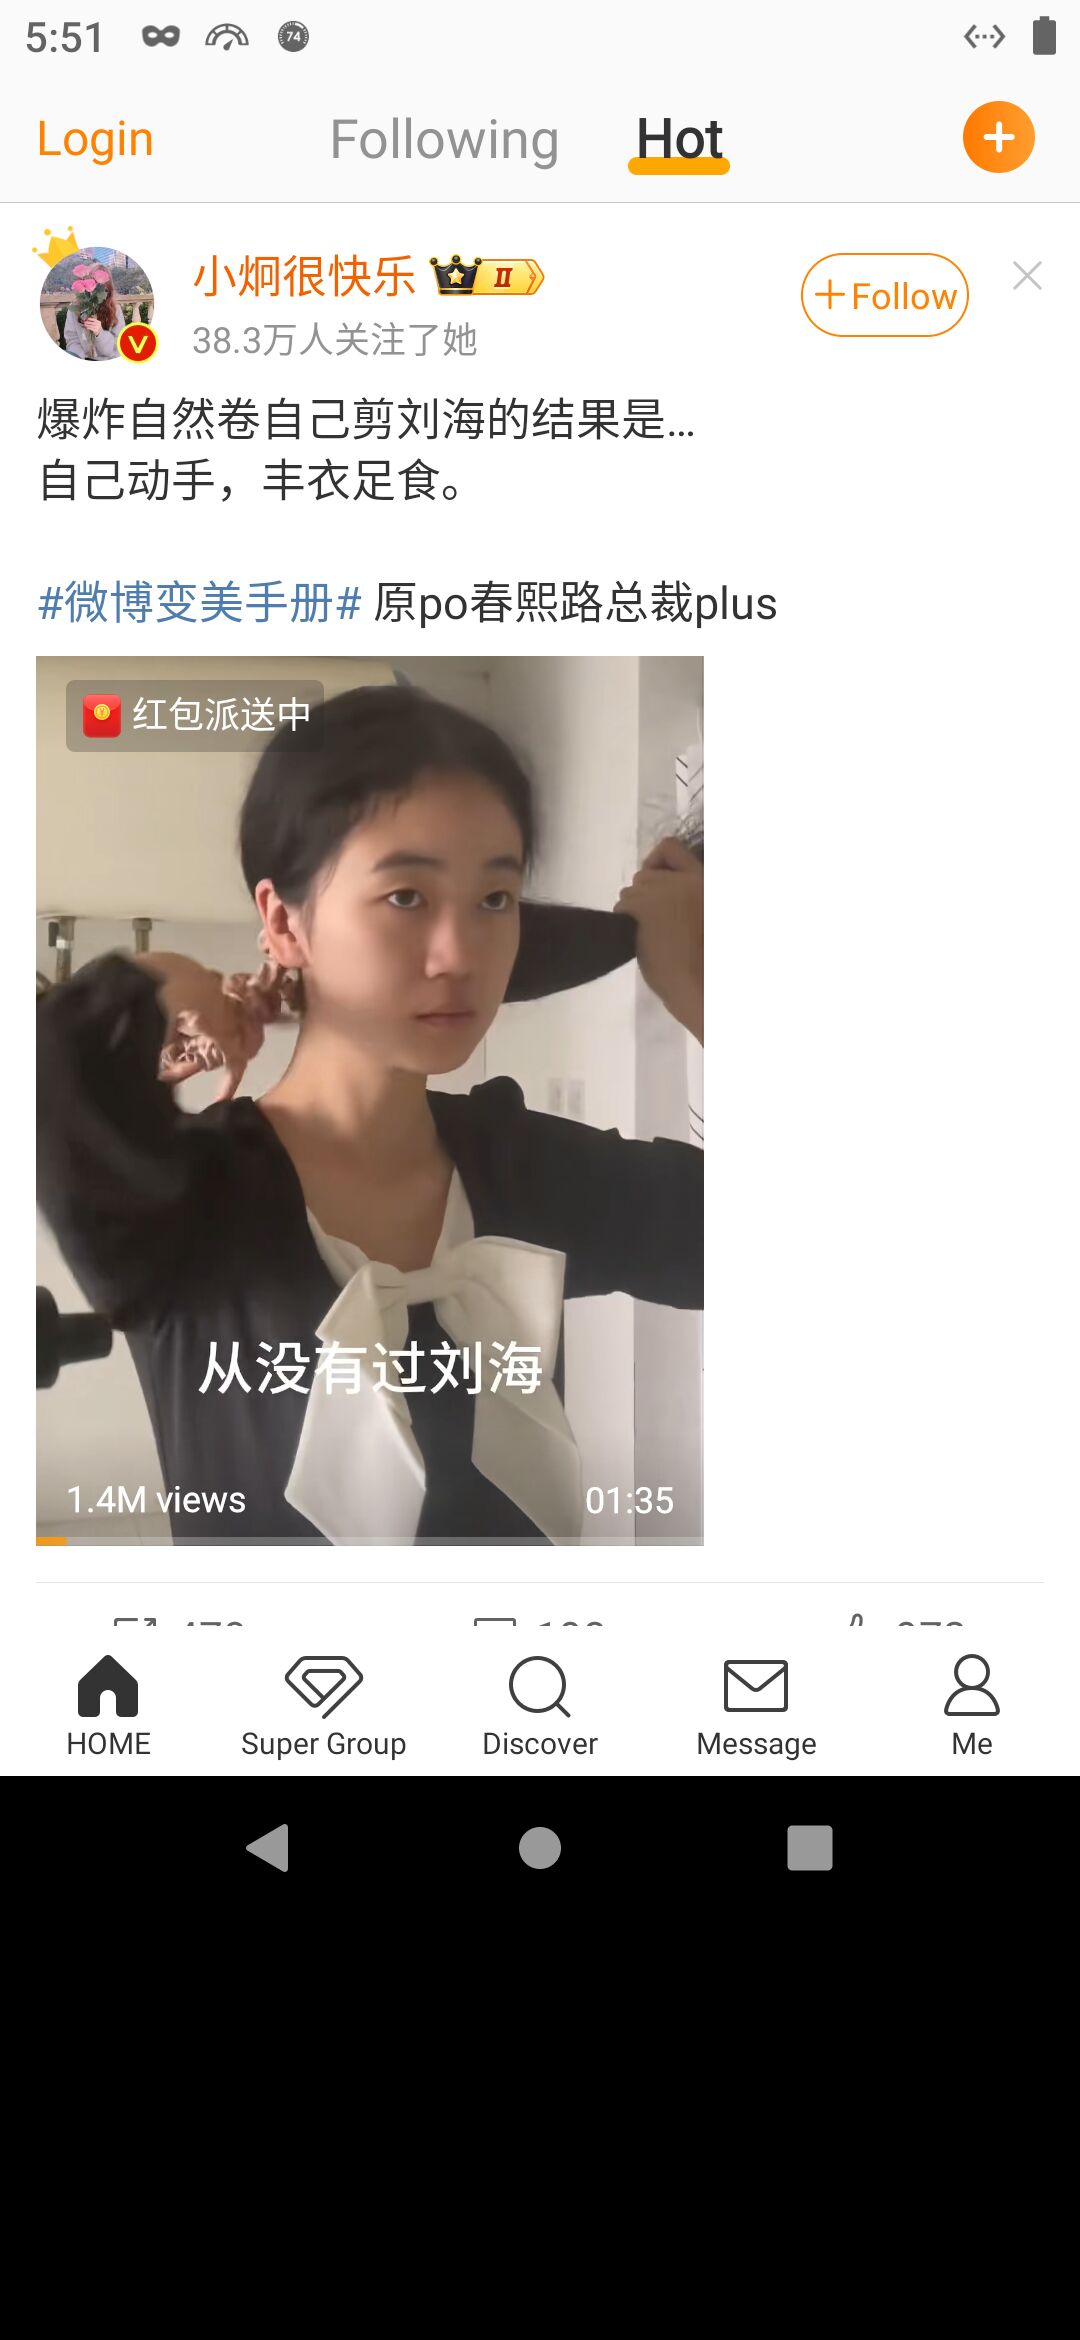 5:51
74
Login
Following
Hot
小炯很快乐
II
38.3万人关注了她
+Follow
V
爆炸自然卷自己剪刘海的结果是...
自己动手，丰衣足食。
#微博变美手册# 原po春熙路总裁plus
红包派送中
从没有过刘海
1.4M views
01:35
HOME
Super Group
Discover
Message
Me